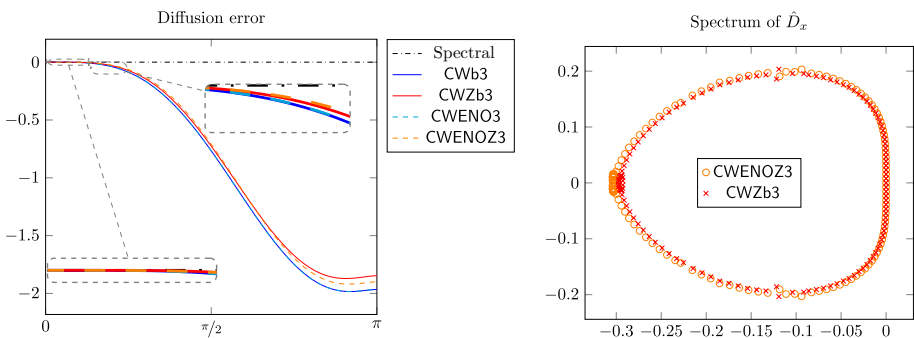 Diffusion error
0
−0.5
−1
−1.5
−2
0
π/2
π
Spectral
CWb3
CWZb3
CWENO3
CWENOZ3
Spectrum of D̂ₓ
0.2
0.1
0
−0.1
−0.2
−0.3
−0.25
−0.2
−0.15
−0.1
−0.05
0
CWENOZ3
CWZb3